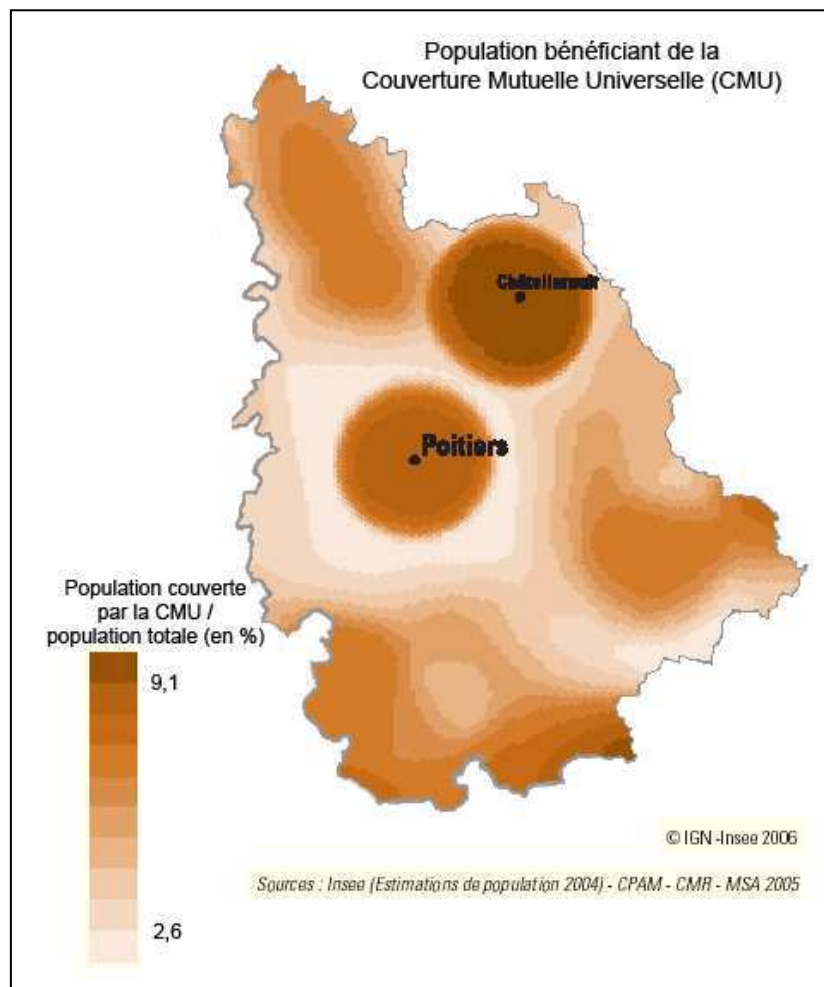 Population bénéficiant de la
Couverture Mutuelle Universelle (CMU)
Châtellerault
Poitiers
Population couverte
par la CMU /
population totale (en %)
9,1
2,6
© IGN -Insee 2006
Sources : Insee (Estimations de population 2004) - CPAM - CMR - MSA 2005